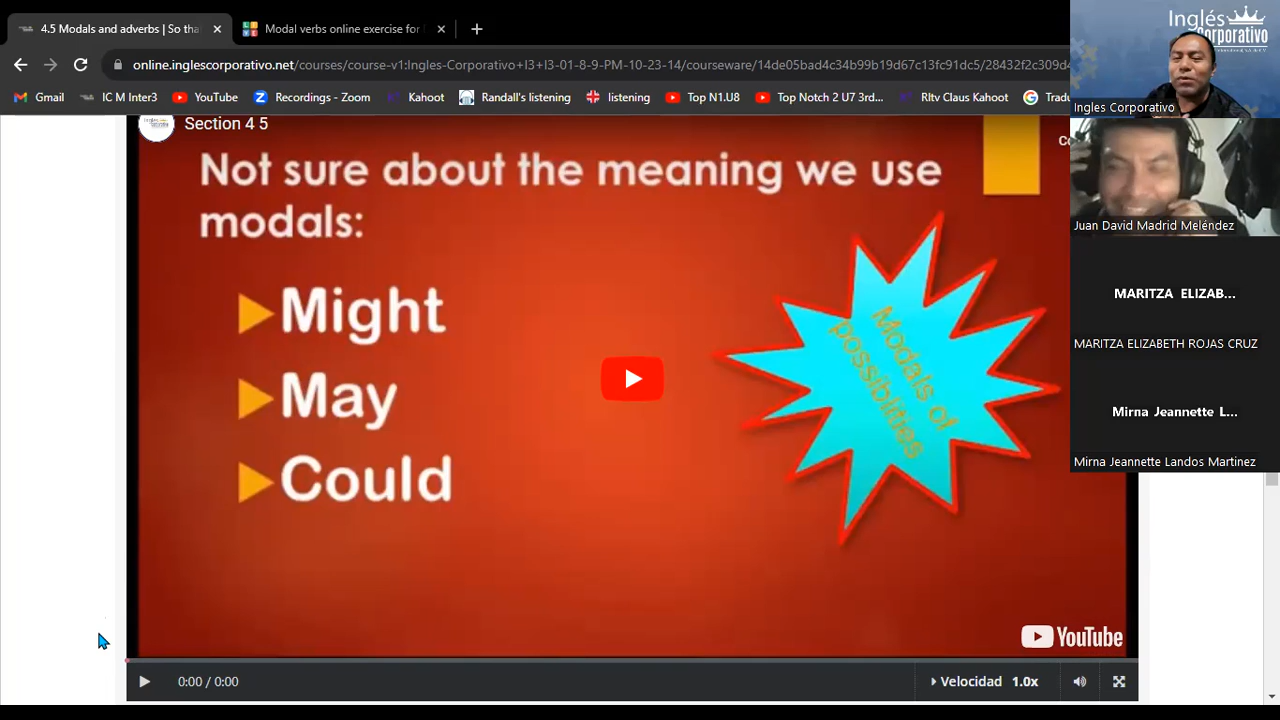 4.5 Modals and adverbs | So tha
Modal verbs online exercise for
online.inglescorporativo.net/courses/course-v1:Ingles-Corporativo+I3+I3-01-8-9-PM-10-23-14/courseware/14de15bad4c34b99b19d67c13fc91dc5/28432f2c309d4
Gmail
IC M Inter3
YouTube
Recordings - Zoom
Kahoot
Randall's listening
listening
Top N1.U8
Top Notch 2 U7 3rd...
Rltv Claus Kahoot
Tradu
Section 4 5
Not sure about the meaning we use
modals:
Might
May
Could
Modals of
possiblities
YouTube
0:00 / 0:00
Velocidad 1.0x
Inglés
Corporativo
Ingles Corporativo
Juan David Madrid Meléndez
MARITZA ELIZAB...
MARITZA ELIZABETH ROJAS CRUZ
Mirna Jeannette L...
Mirna Jeannette Landos Martinez